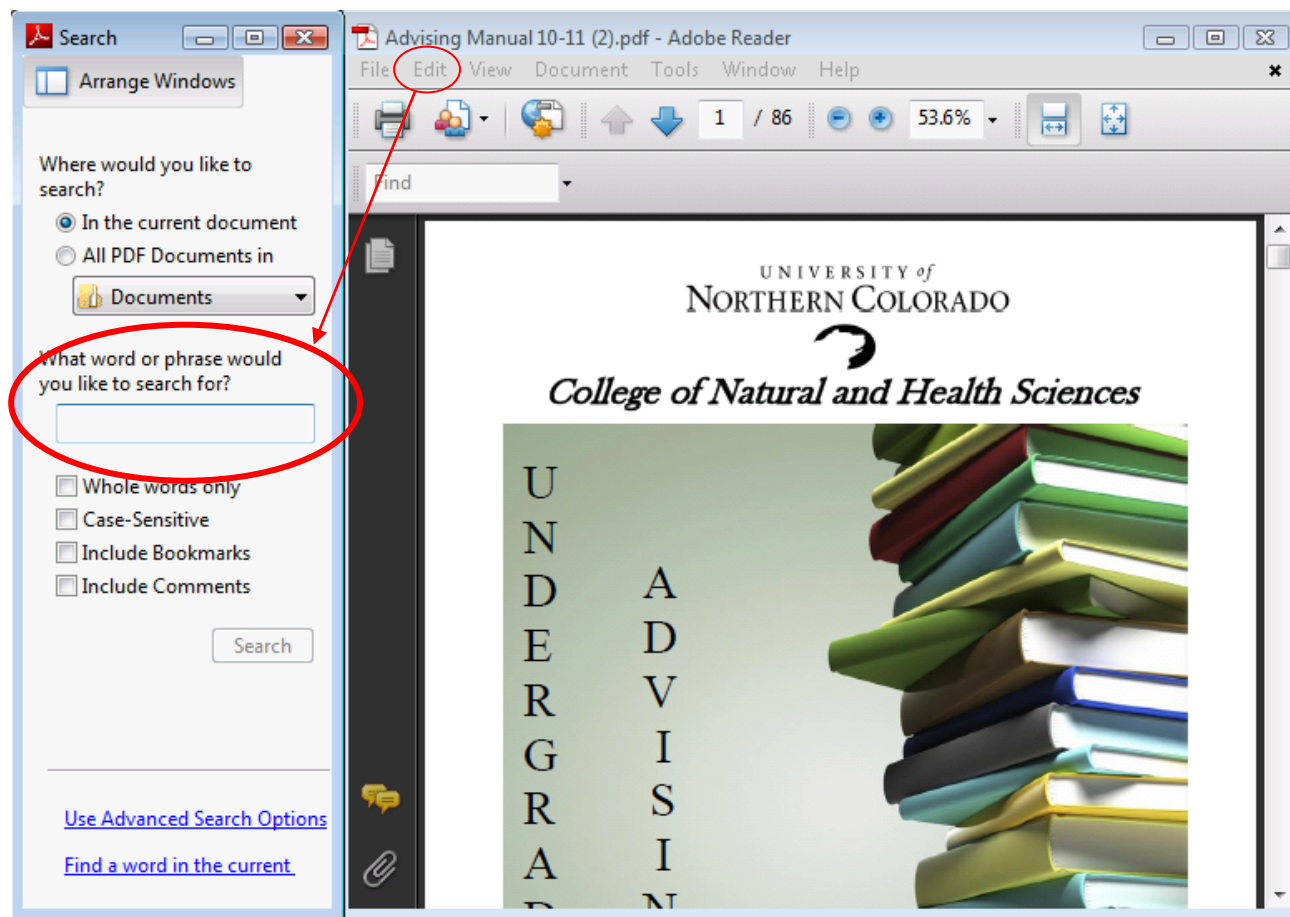 Search
Arrange Windows
Where would you like to
search?
In the current document
All PDF Documents in
Documents
What word or phrase would
you like to search for?
Whole words only
Case-Sensitive
Include Bookmarks
Include Comments
Search
Use Advanced Search Options
Find a word in the current
Advising Manual 10-11 (2).pdf - Adobe Reader
File Edit View Document Tools Window Help
1 / 86 53.6%
Find
UNIVERSITY of
NORTHERN COLORADO
College of Natural and Health Sciences
U
N
D
E
R
G
R
A
D
A
D
V
I
S
I
N